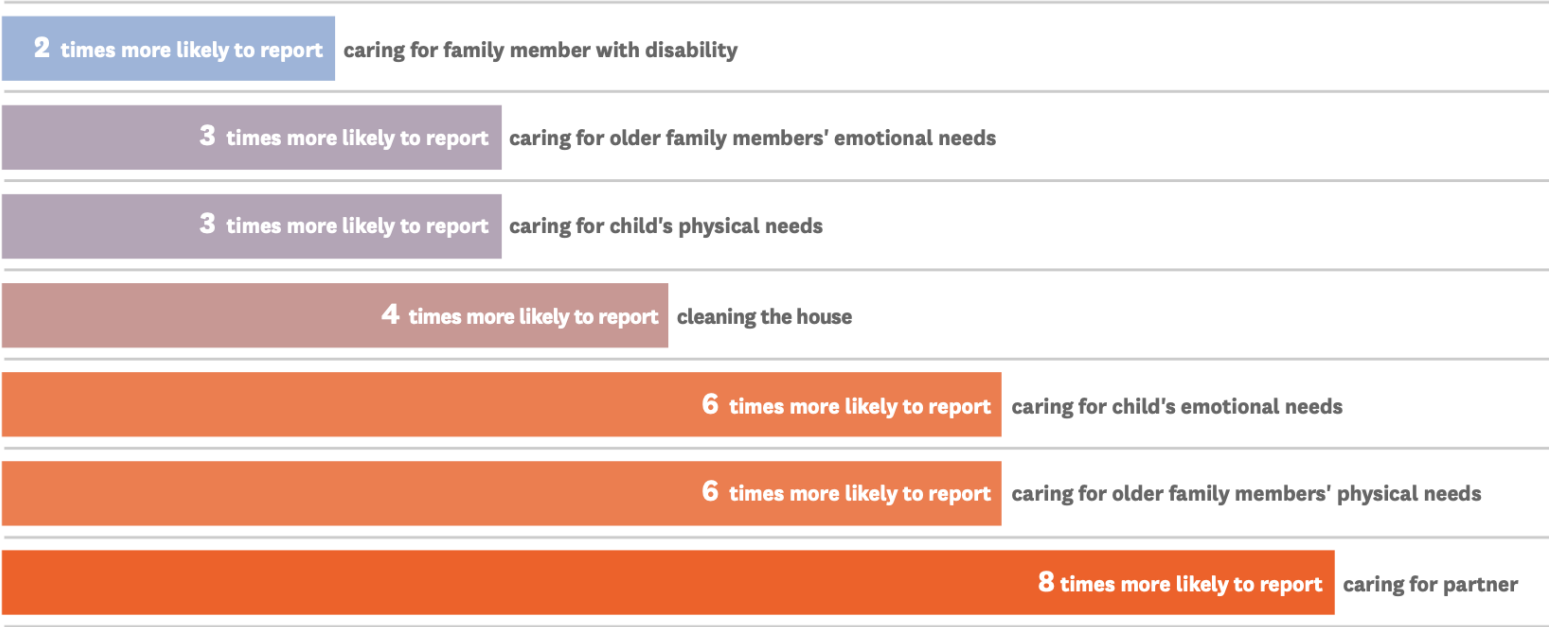 2 times more likely to report caring for family member with disability
3 times more likely to report caring for older family members' emotional needs
3 times more likely to report caring for child's physical needs
4 times more likely to report cleaning the house
6 times more likely to report caring for child's emotional needs
6 times more likely to report caring for older family members' physical needs
8 times more likely to report caring for partner